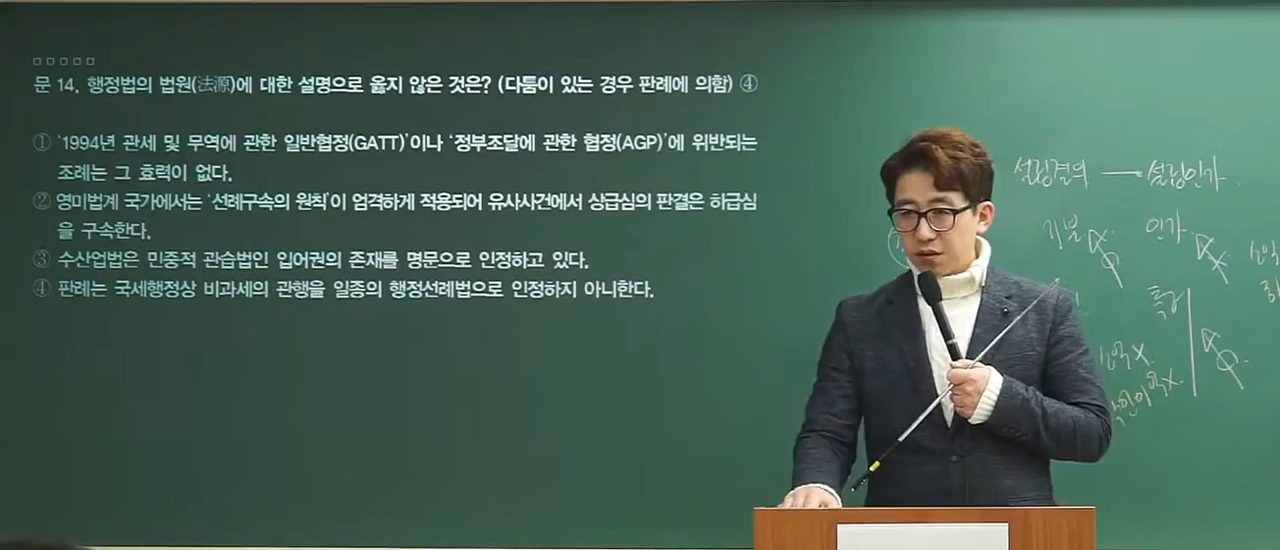 □□□□□
문 14. 행정법의 법원(法源)에 대한 설명으로 옳지 않은 것은? (다툼이 있는 경우 판례에 의함) ④
① '1994년 관세 및 무역에 관한 일반협정(GATT)'이나 '정부조달에 관한 협정(AGP)'에 위반되는
조례는 그 효력이 없다.
② 영미법계 국가에서는 '선례구속의 원칙'이 엄격하게 적용되어 유사사건에서 상급심의 판결은 하급심
을 구속한다.
③ 수산업법은 민중적 관습법인 입어권의 존재를 명문으로 인정하고 있다.
④ 판례는 국세행정상 비과세의 관행을 일종의 행정선례법으로 인정하지 아니한다.
설립결의 → 설립인가
기본 인가